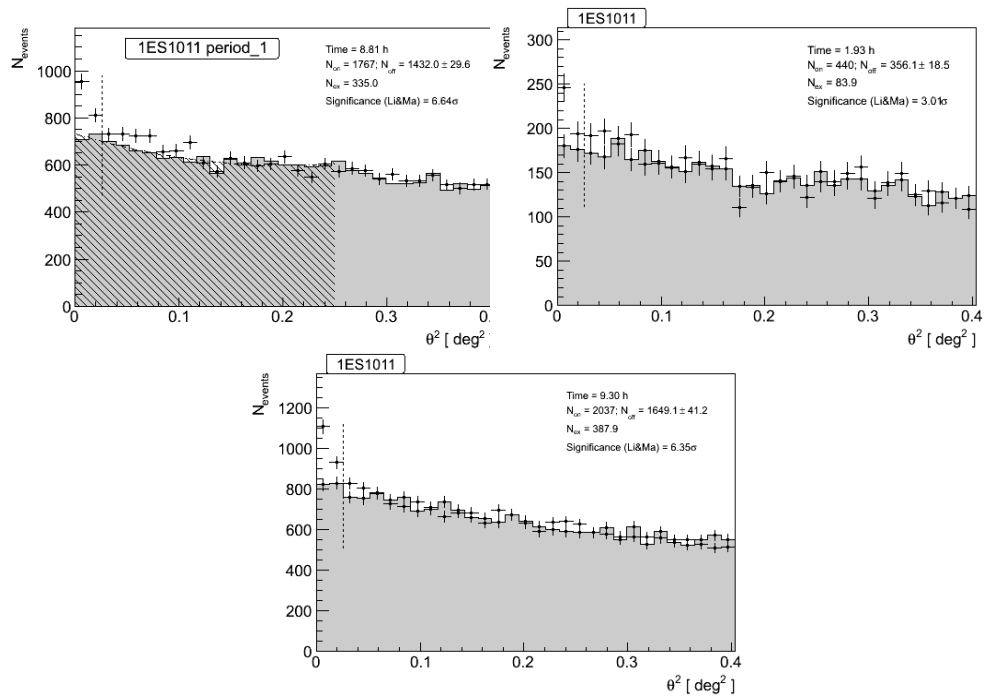 1ES1011 period_1
N_events
Time = 8.81 h
N_on = 1767; N_off = 1432.0 ± 29.6
N_ex = 335.0
Significance (Li&Ma) = 6.64σ
1000
800
600
400
200
0
0 0.1 0.2 0.3 0.
θ² [ deg²
1ES1011
N_events
Time = 1.93 h
N_on = 440; N_off = 356.1 ± 18.5
N_ex = 83.9
Significance (Li&Ma) = 3.01σ
300
250
200
150
100
50
0
0 0.1 0.2 0.3 0.4
θ² [ deg² ]
1ES1011
N_events
Time = 9.30 h
N_on = 2037; N_off = 1649.1 ± 41.2
N_ex = 387.9
Significance (Li&Ma) = 6.35σ
1200
1000
800
600
400
200
0
0 0.1 0.2 0.3 0.4
θ² [ deg² ]